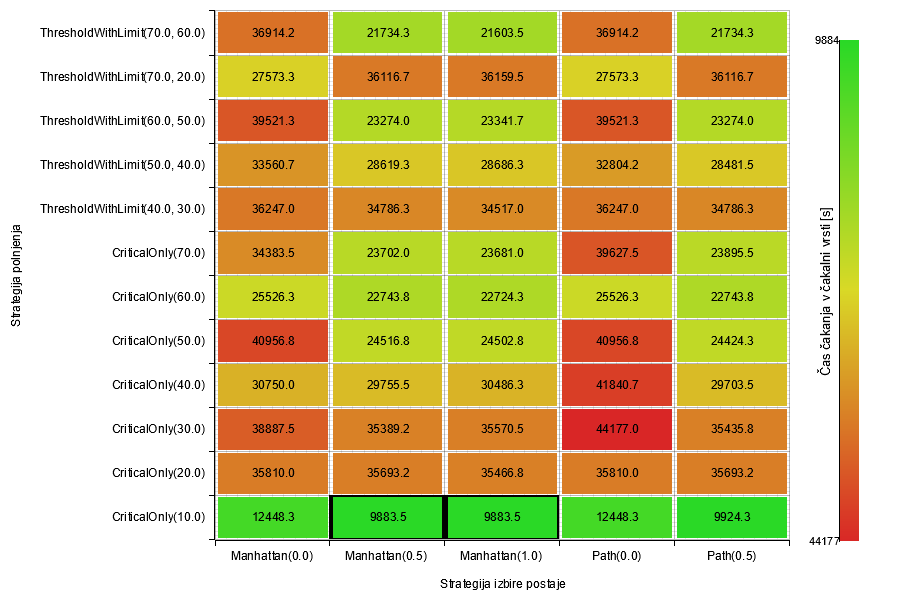 ThresholdWithLimit(70.0, 60.0) 36914.2 21734.3 21603.5 36914.2 21734.3
ThresholdWithLimit(70.0, 20.0) 27573.3 36116.7 36159.5 27573.3 36116.7
ThresholdWithLimit(60.0, 50.0) 39521.3 23274.0 23341.7 39521.3 23274.0
ThresholdWithLimit(50.0, 40.0) 33560.7 28619.3 28686.3 32804.2 28481.5
ThresholdWithLimit(40.0, 30.0) 36247.0 34786.3 34517.0 36247.0 34786.3
CriticalOnly(70.0) 34383.5 23702.0 23681.0 39627.5 23895.5
CriticalOnly(60.0) 25526.3 22743.8 22724.3 25526.3 22743.8
CriticalOnly(50.0) 40956.8 24516.8 24502.8 40956.8 24424.3
CriticalOnly(40.0) 30750.0 29755.5 30486.3 41840.7 29703.5
CriticalOnly(30.0) 38887.5 35389.2 35570.5 44177.0 35435.8
CriticalOnly(20.0) 35810.0 35693.2 35466.8 35810.0 35693.2
CriticalOnly(10.0) 12448.3 9883.5 9883.5 12448.3 9924.3
Manhattan(0.0) Manhattan(0.5) Manhattan(1.0) Path(0.0) Path(0.5)
Strategija izbire postaje
Strategija polnjenja
9884
Čas čakanja v čakalni vrsti [s]
44177